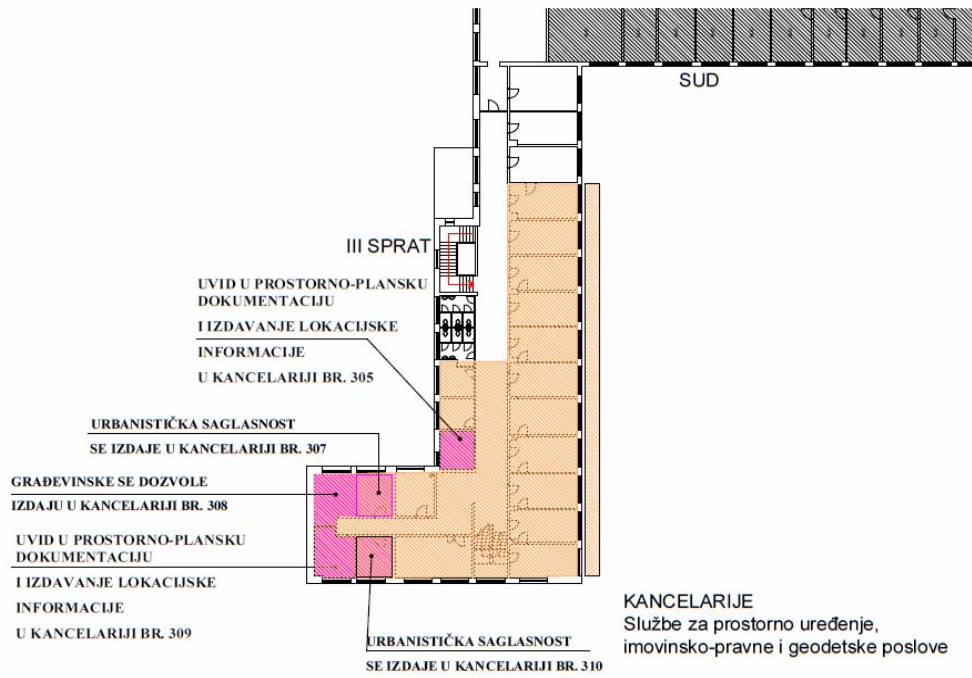 SUD
III SPRAT
UVID U PROSTORNO-PLANSKU
DOKUMENTACIJU
I IZDAVANJE LOKACIJSKE
INFORMACIJE
U KANCELARIJI BR. 305
URBANISTIČKA SAGLASNOST
SE IZDAJE U KANCELARIJI BR. 307
GRAĐEVINSKE SE DOZVOLE
IZDAJU U KANCELARIJI BR. 308
UVID U PROSTORNO-PLANSKU
DOKUMENTACIJU
I IZDAVANJE LOKACIJSKE
INFORMACIJE
U KANCELARIJI BR. 309
URBANISTIČKA SAGLASNOST
SE IZDAJE U KANCELARIJI BR. 310
KANCELARIJE
Službe za prostorno uređenje,
imovinsko-pravne i geodetske poslove